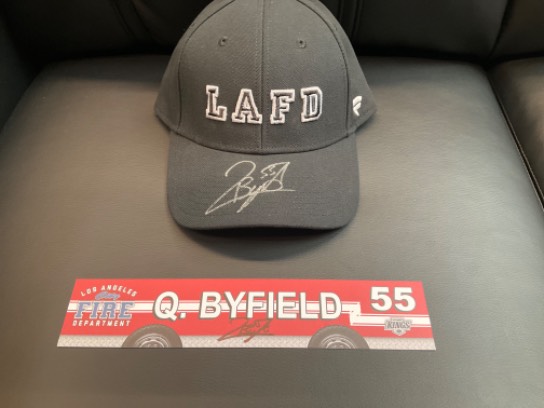 LAFD
LOS ANGELES
FIRE
DEPARTMENT
Q. BYFIELD
55
KINGS